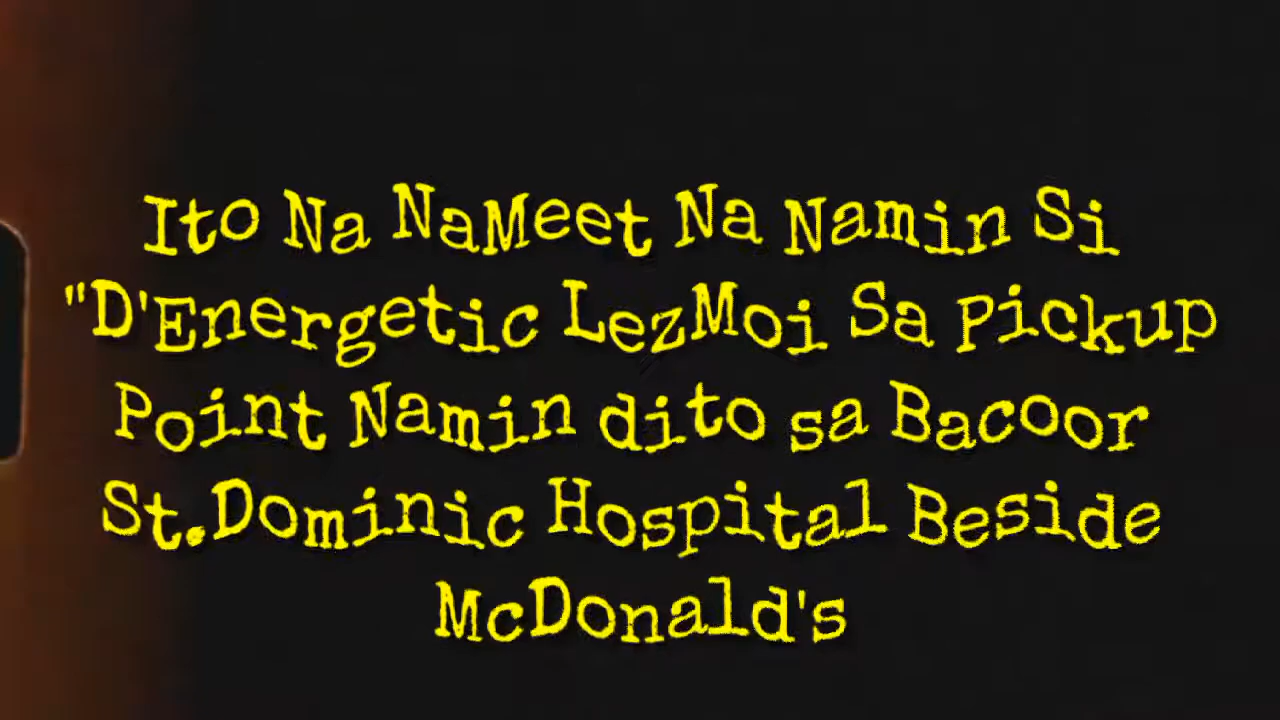 Ito Na NaMeet Na Namin Si
"D'Energetic LezMoi Sa Pickup
Point Namin dito sa Bacoor
St.Dominic Hospital Beside
McDonald's